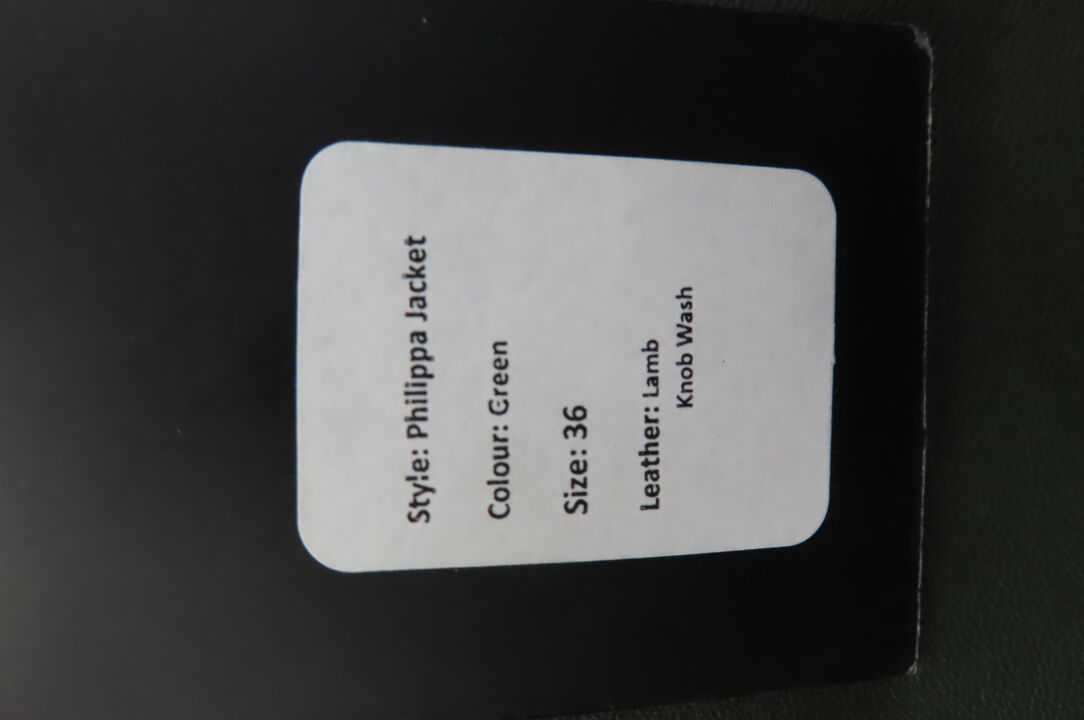 Style: Philippa Jacket
Colour: Green
Size: 36
Leather: Lamb
Knob Wash